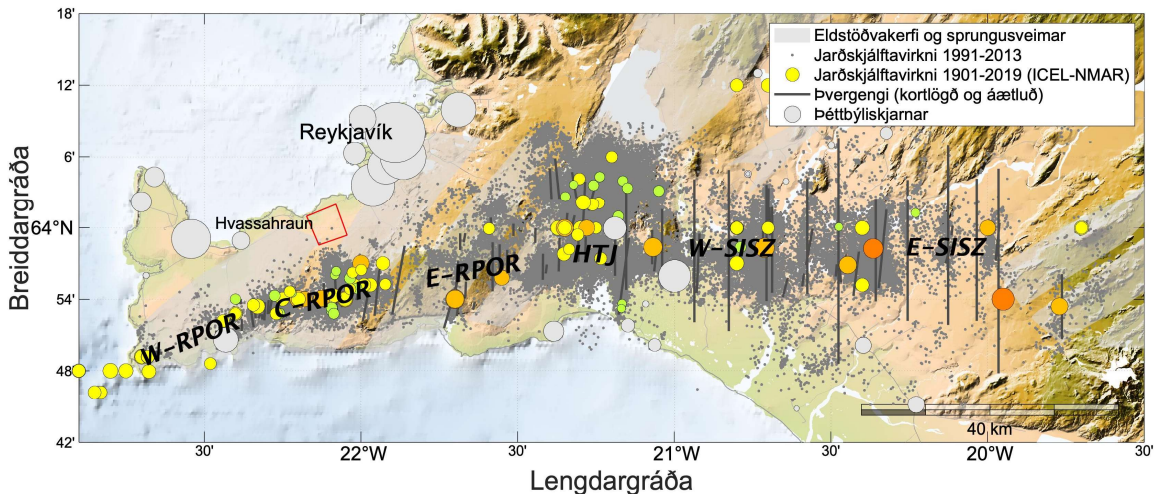 18'
12'
6'
64°N
54'
48'
42'
Breiddargráða
Eldstöðvakerfi og sprungusveimar
Jarðskjálftavirkni 1991-2013
Jarðskjálftavirkni 1901-2019 (ICEL-NMAR)
Þvergengi (kortlögð og áætluð)
Þéttbýliskjarnar
Reykjavík
Hvassahraun
W-RPOR
C-RPOR
E-RPOR
HTJ
W-SISZ
E-SISZ
40 km
30'
22°W
30'
21°W
30'
20°W
30'
Lengdargráða